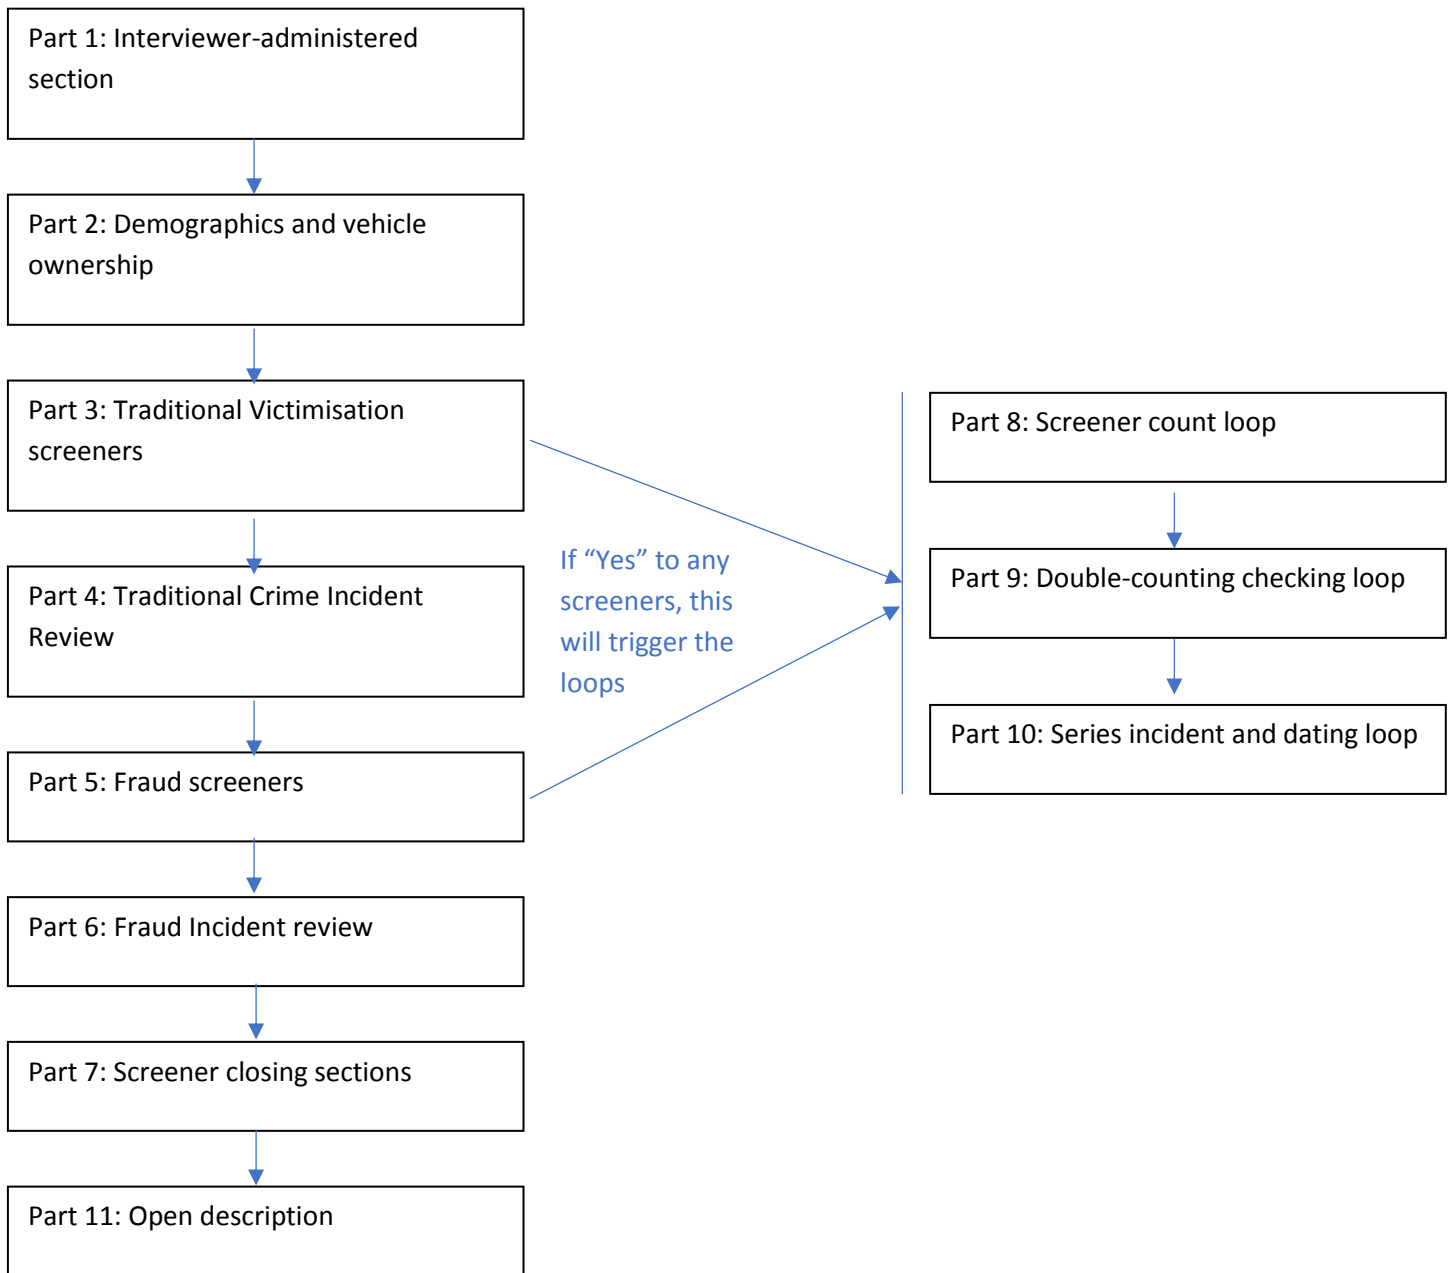 Part 1: Interviewer-administered
section
Part 2: Demographics and vehicle
ownership
Part 3: Traditional Victimisation
screeners
Part 4: Traditional Crime Incident
Review
Part 5: Fraud screeners
Part 6: Fraud Incident review
Part 7: Screener closing sections
Part 11: Open description
If “Yes” to any
screeners, this
will trigger the
loops
Part 8: Screener count loop
Part 9: Double-counting checking loop
Part 10: Series incident and dating loop